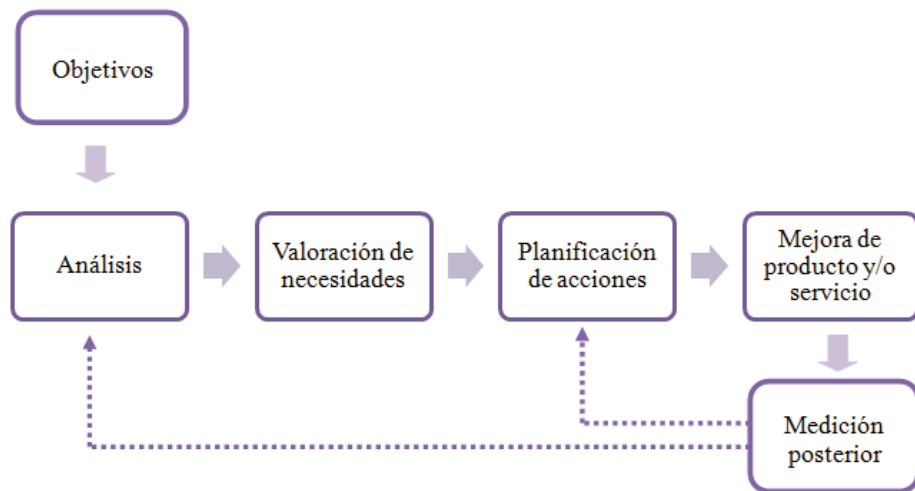 Objetivos
Análisis
Valoración de
necesidades
Planificación
de acciones
Mejora de
producto y/o
servicio
Medición
posterior